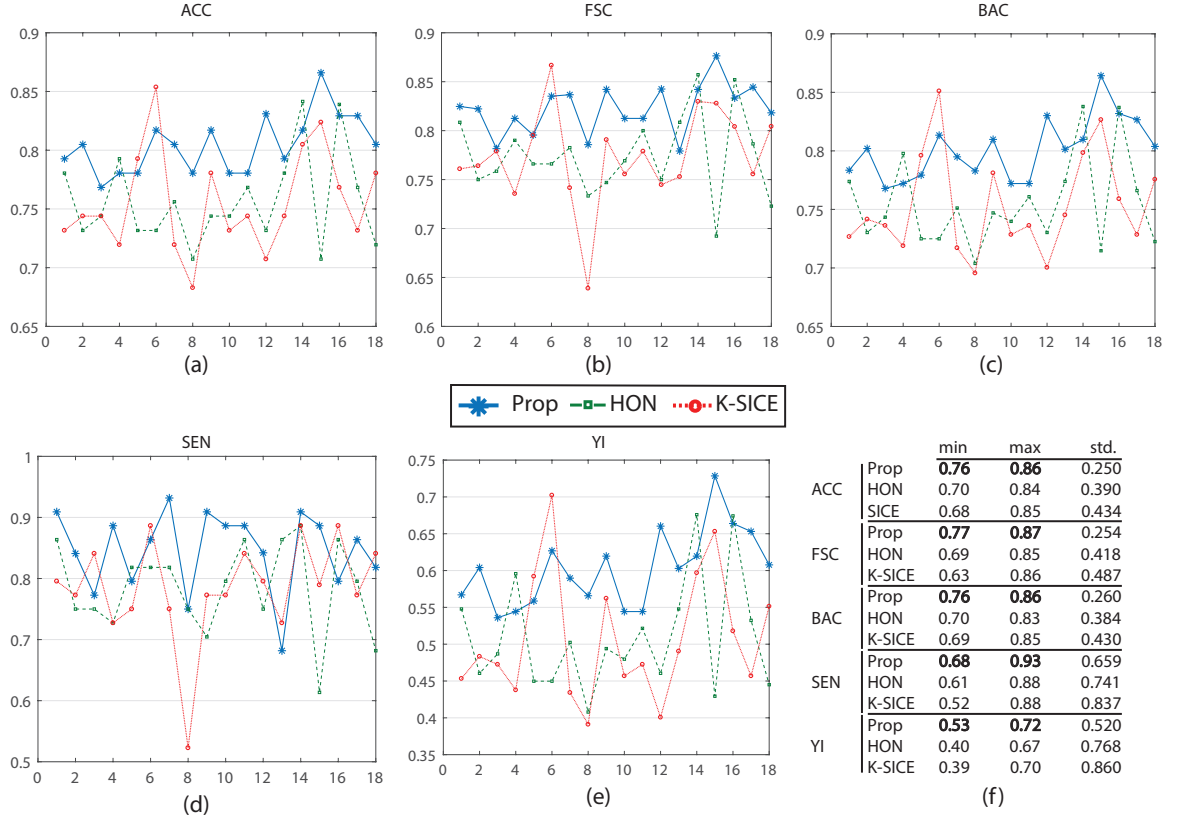 ACC
0.9
0.85
0.8
0.75
0.7
0.65
0 2 4 6 8 10 12 14 16 18
(a)
FSC
0.9
0.85
0.8
0.75
0.7
0.65
0.6
0 2 4 6 8 10 12 14 16 18
(b)
BAC
0.9
0.85
0.8
0.75
0.7
0.65
0 2 4 6 8 10 12 14 16 18
(c)
Prop HON K-SICE
SEN
1
0.9
0.8
0.7
0.6
0.5
0 2 4 6 8 10 12 14 16 18
(d)
YI
0.75
0.7
0.65
0.6
0.55
0.5
0.45
0.4
0.35
0 2 4 6 8 10 12 14 16 18
(e)
min max std.
ACC
Prop 0.76 0.86 0.250
HON 0.70 0.84 0.390
SICE 0.68 0.85 0.434
FSC
Prop 0.77 0.87 0.254
HON 0.69 0.85 0.418
K-SICE 0.63 0.86 0.487
BAC
Prop 0.76 0.86 0.260
HON 0.70 0.83 0.384
K-SICE 0.69 0.85 0.430
SEN
Prop 0.68 0.93 0.659
HON 0.61 0.88 0.741
K-SICE 0.52 0.88 0.837
YI
Prop 0.53 0.72 0.520
HON 0.40 0.67 0.768
K-SICE 0.39 0.70 0.860
(f)